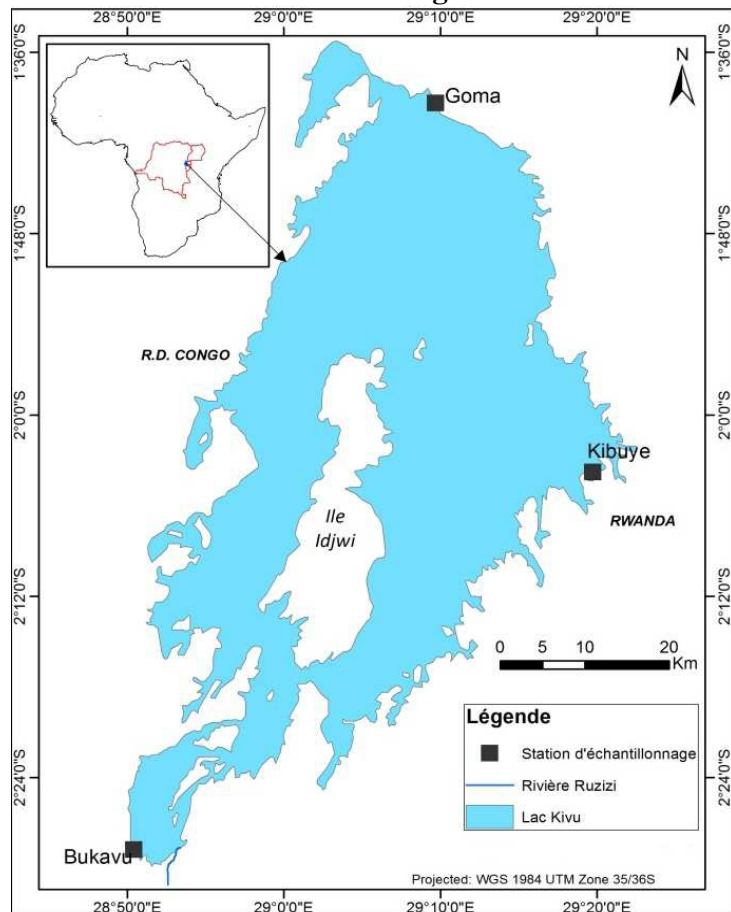 28°50'0"E 29°0'0"E 29°10'0"E 29°20'0"E
1°36'0"S
1°36'0"S
N
Goma
1°48'0"S
1°48'0"S
R.D. CONGO
2°0'0"S
2°0'0"S
Kibuye
Ile
Idjwi
RWANDA
2°12'0"S
2°12'0"S
0 5 10 20
Km
Légende
Station d'échantillonnage
Rivière Ruzizi
Lac Kivu
2°24'0"S
2°24'0"S
Bukavu
Projected: WGS 1984 UTM Zone 35/36S
28°50'0"E 29°0'0"E 29°10'0"E 29°20'0"E